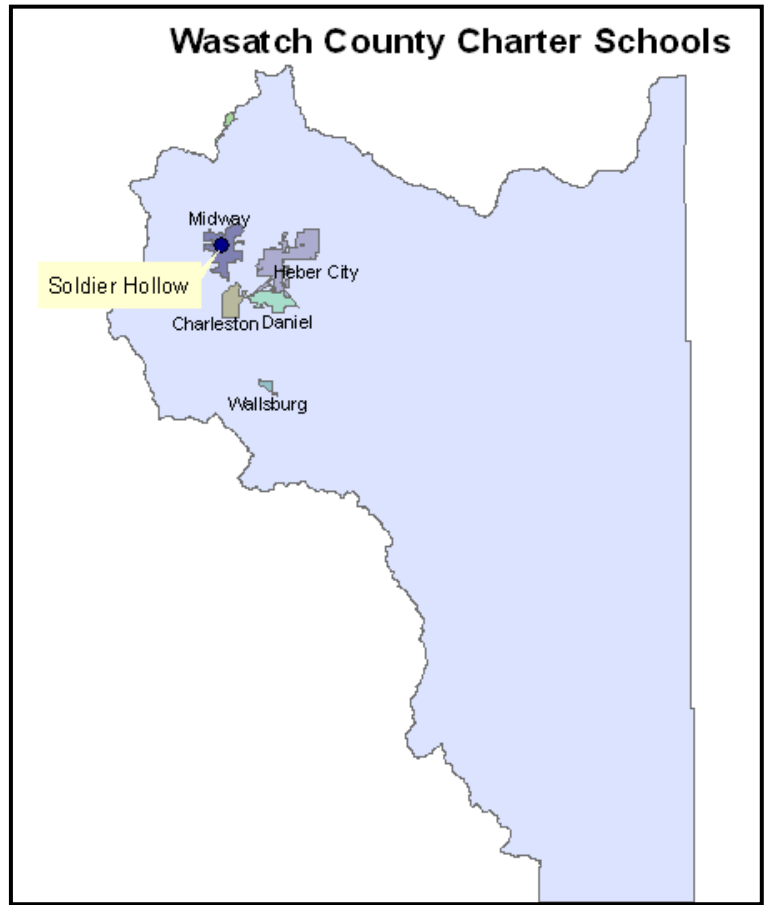 Wasatch County Charter Schools
Midway
Heber City
Soldier Hollow
Charleston
Daniel
Wallsburg